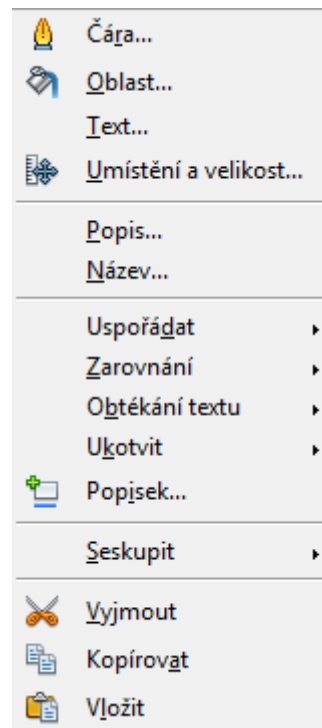 Čára...
Oblast...
Text...
Umístění a velikost...
Popis...
Název...
Uspořádat
Zarovnání
Obtékání textu
Ukotvit
Popisek...
Seskupit
Vyjmout
Kopírovat
Vložit